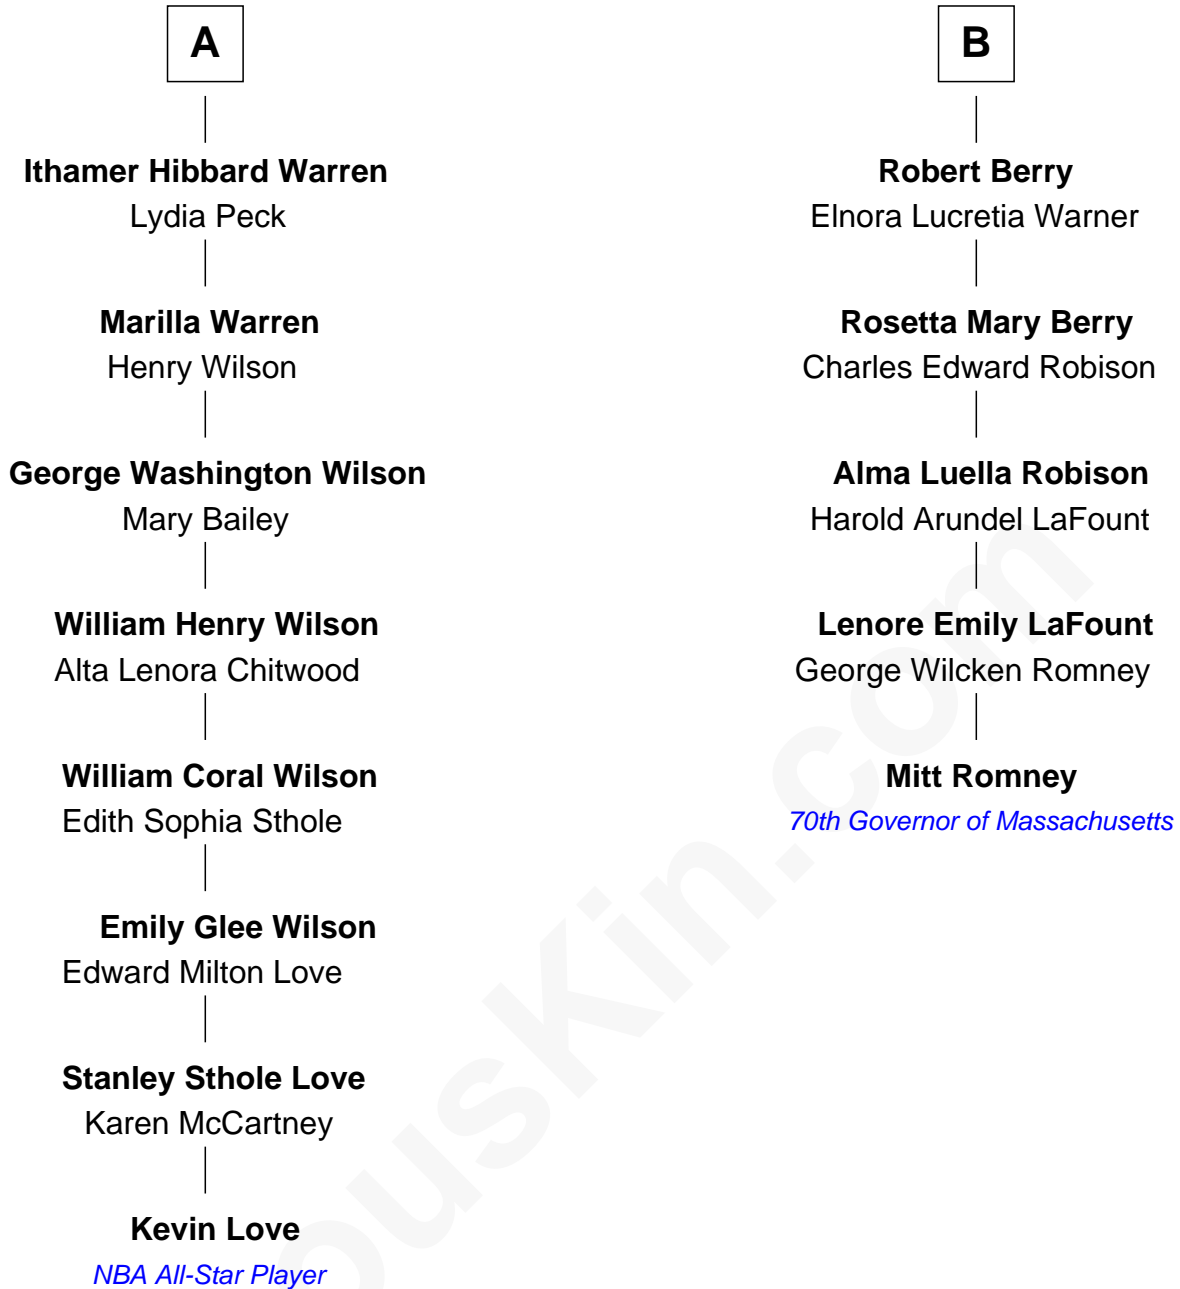 A
Ithamer Hibbard Warren
Lydia Peck
Marilla Warren
Henry Wilson
George Washington Wilson
Mary Bailey
William Henry Wilson
Alta Lenora Chitwood
William Coral Wilson
Edith Sophia Sthole
Emily Glee Wilson
Edward Milton Love
Stanley Sthole Love
Karen McCartney
Kevin Love
NBA All-Star Player
B
Robert Berry
Elnora Lucretia Warner
Rosetta Mary Berry
Charles Edward Robison
Alma Luella Robison
Harold Arundel LaFount
Lenore Emily LaFount
George Wilcken Romney
Mitt Romney
70th Governor of Massachusetts
ousKin.com